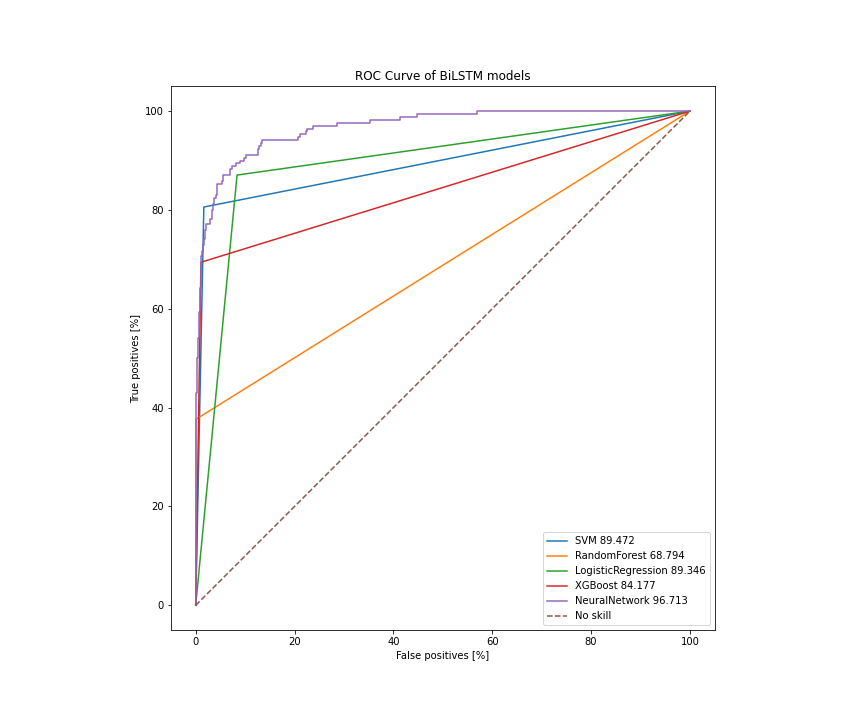 ROC Curve of BiLSTM models
100
80
60
40
20
0
True positives [%]
0 20 40 60 80 100
False positives [%]
SVM 89.472
RandomForest 68.794
LogisticRegression 89.346
XGBoost 84.177
NeuralNetwork 96.713
No skill